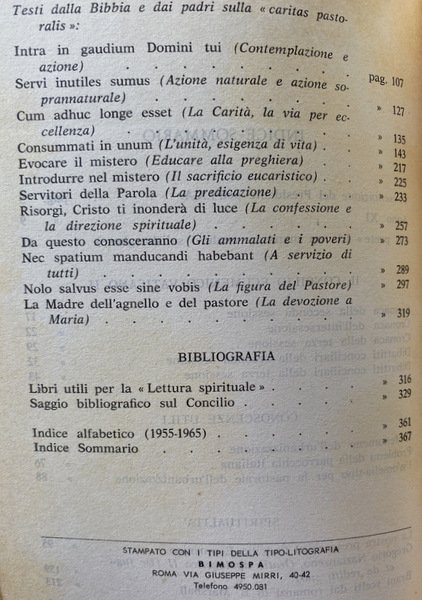 Testi dalla Bibbia e dai padri sulla « caritas pasto-
ralis »:
Intra in gaudium Domini tui (Contemplazione e
azione) . . . . . . . . .
Servi inutiles sumus (Azione naturale e azione so- pag. 107
prannaturale) . . . . . . .
Cum adhuc longe esset (La Carità, la via per ec- » 127
cellenza) . . . . . . . .
Consummati in unum (L'unità, esigenza di vita) . » 135
Evocare il mistero (Educare alla preghiera) . . » 143
Introdurre nel mistero (Il sacrificio eucaristico) . » 217
Servitori della Parola (La predicazione) . . » 225
Risorgi, Cristo ti inonderà di luce (La confessione e » 233
la direzione spirituale) . . . . .
Da questo conosceranno (Gli ammalati e i poveri) » 257
Nec spatium manducandi habebant (A servizio di » 273
tutti) . . . . . . . .
Nolo salvus esse sine vobis (La figura del Pastore) » 289
La Madre dell'agnello e del pastore (La devozione a » 297
Maria) . . . . . . . . » 319
BIBLIOGRAFIA
Libri utili per la « Lettura spirituale » . . . » 316
Saggio bibliografico sul Concilio . . . . » 329
Indice alfabetico (1955-1965) . . . . . » 361
Indice Sommario . . . . . . . » 367
STAMPATO CON I TIPI DELLA TIPO-LITOGRAFIA
BIMOSPA
ROMA VIA GIUSEPPE MIRRI, 40-42
Telefono 4950.081